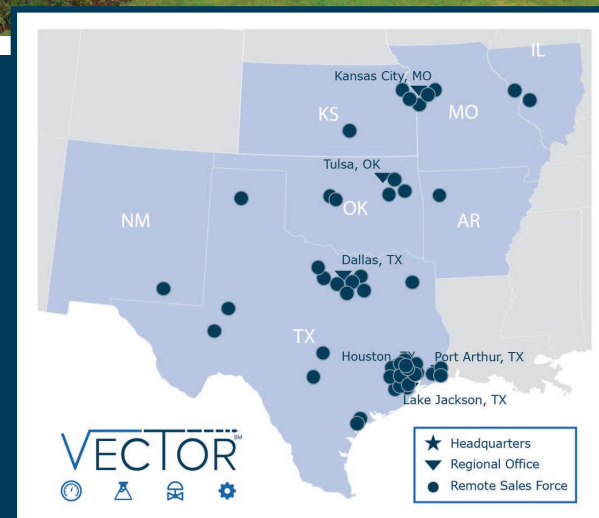 IL
Kansas City, MO
KS
MO
Tulsa, OK
NM
OK
AR
Dallas, TX
TX
Houston, TX
Port Arthur, TX
Lake Jackson, TX
VECTOR
SM
Headquarters
Regional Office
Remote Sales Force